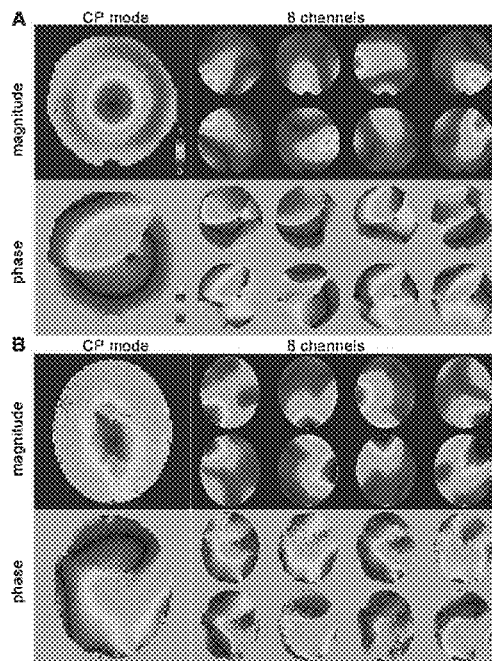 A
CP mode 8 channels
magnitude
phase
B
CP mode 8 channels
magnitude
phase